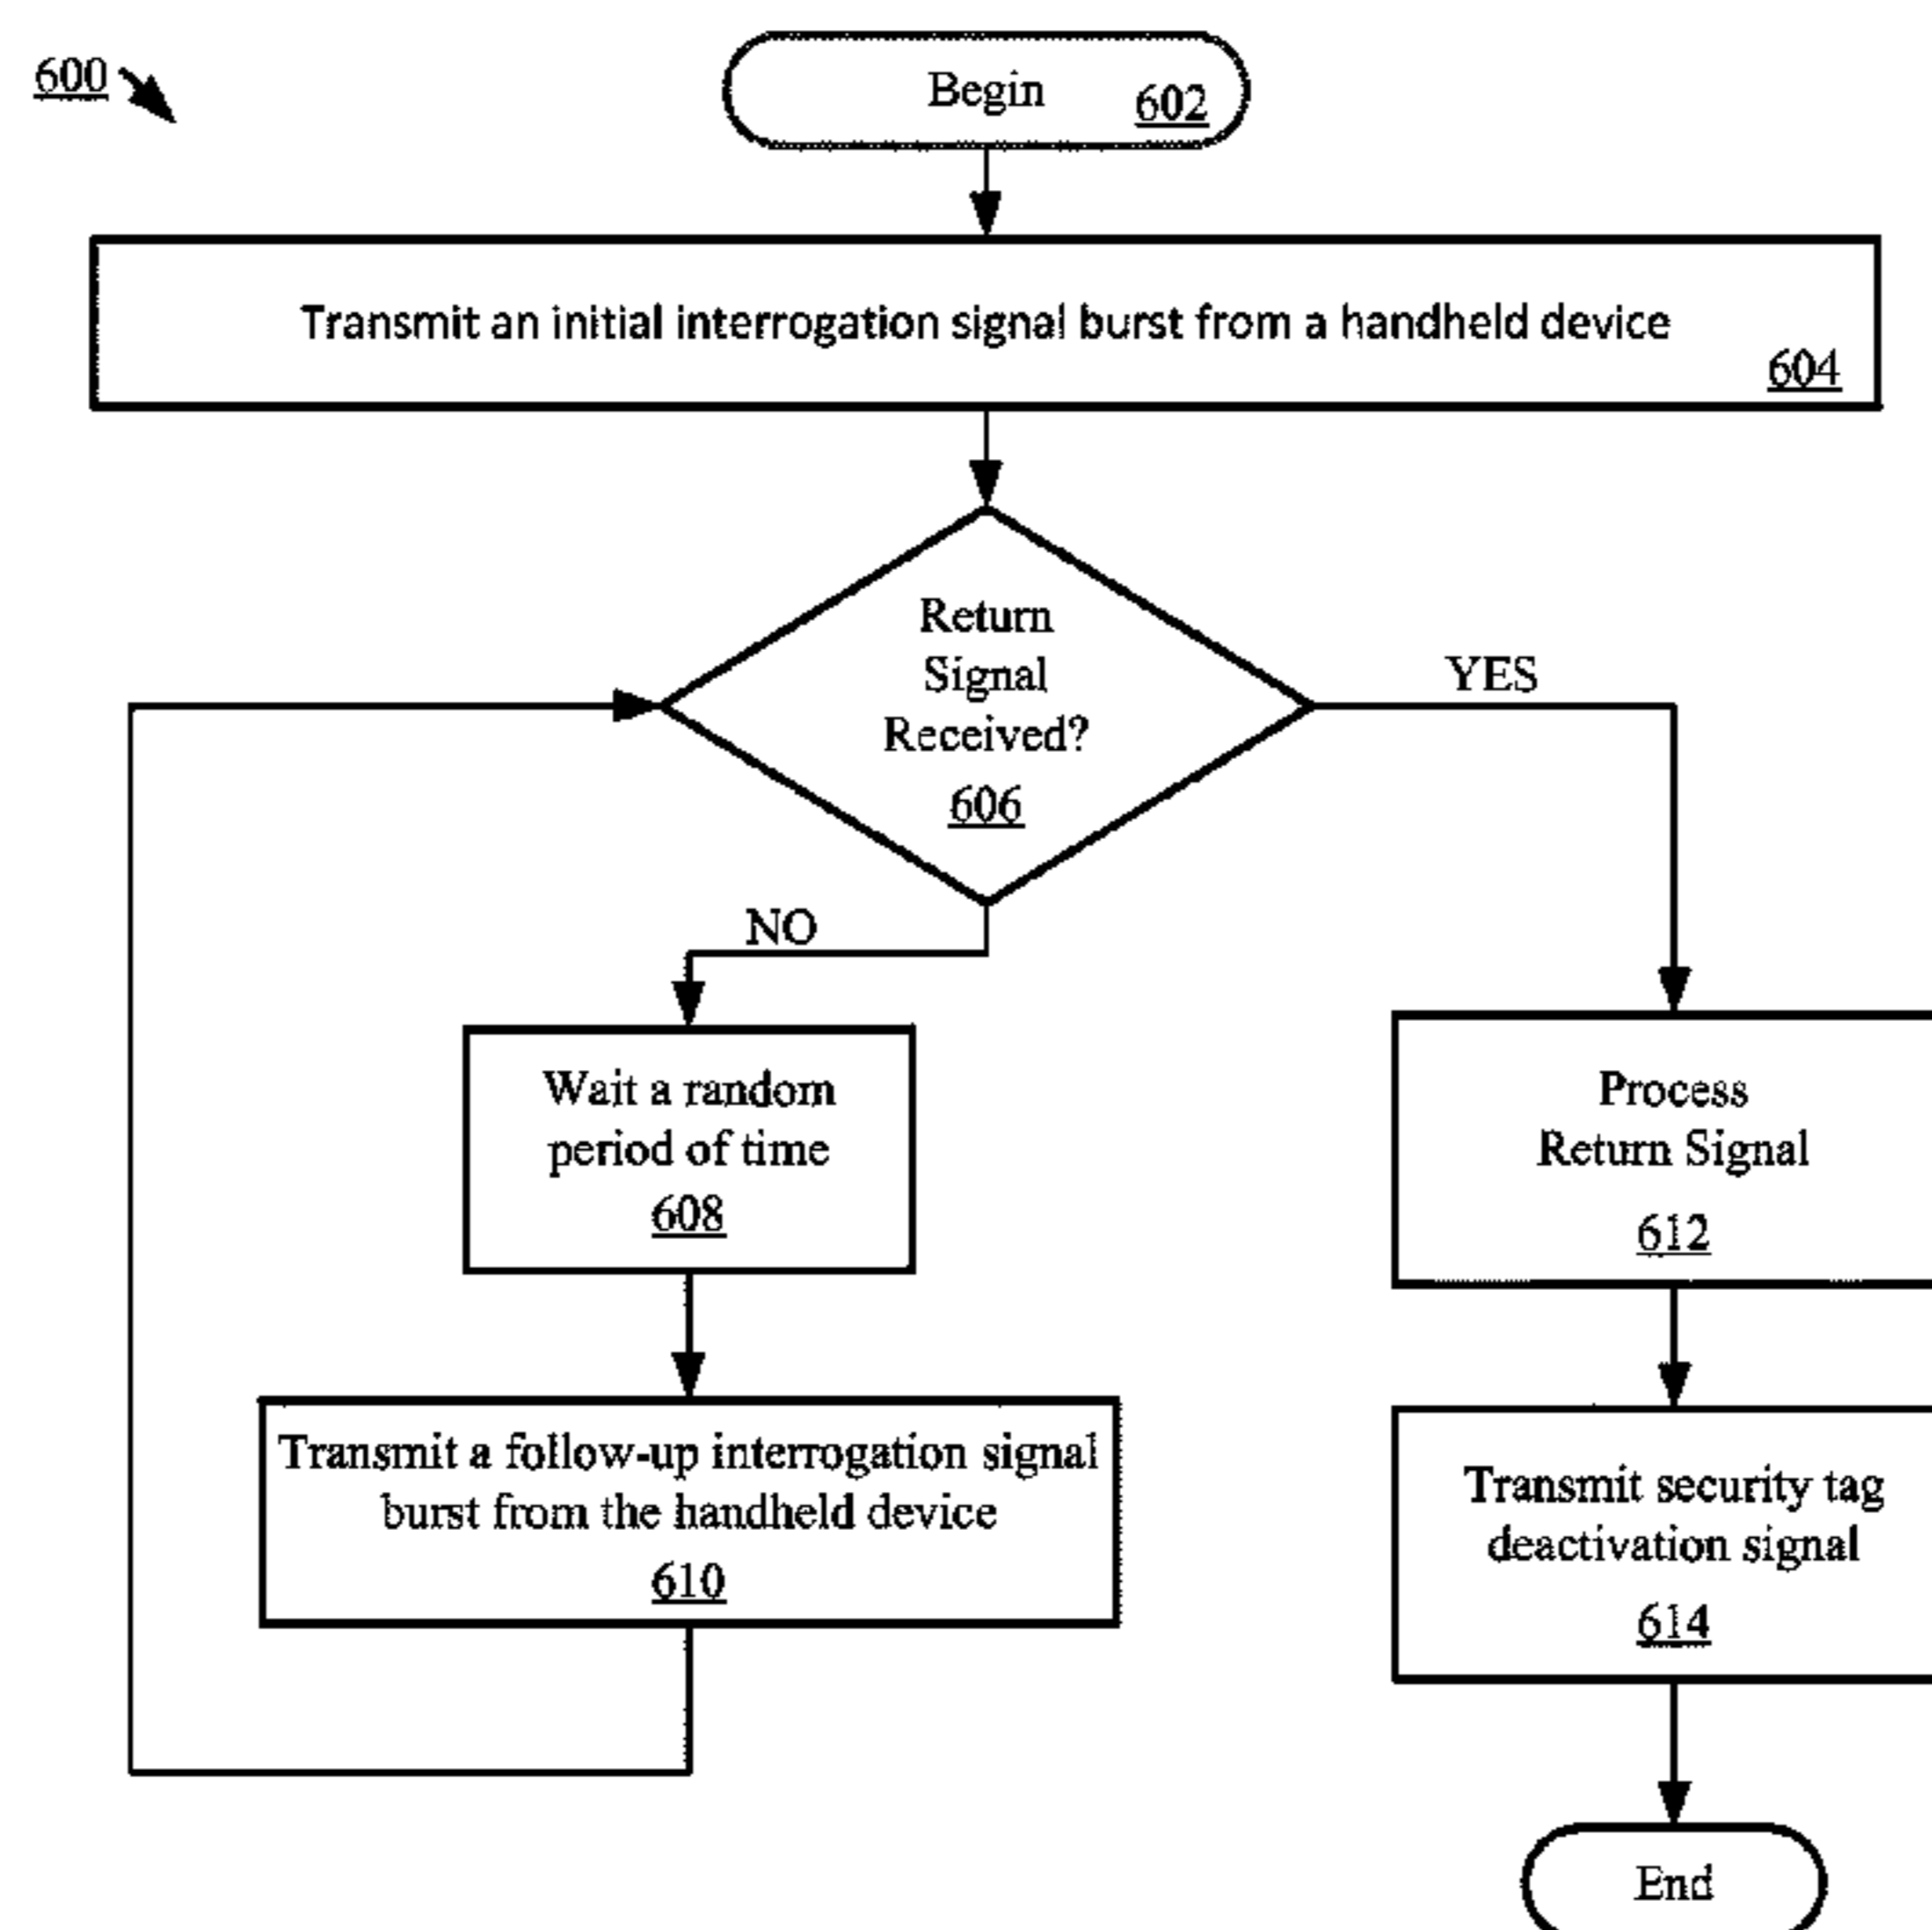 600
Begin
602
Transmit an initial interrogation signal burst from a handheld device
604
Return
Signal
Received?
606
YES
NO
Wait a random
period of time
608
Process
Return Signal
612
Transmit a follow-up interrogation signal
burst from the handheld device
610
Transmit security tag
deactivation signal
614
End